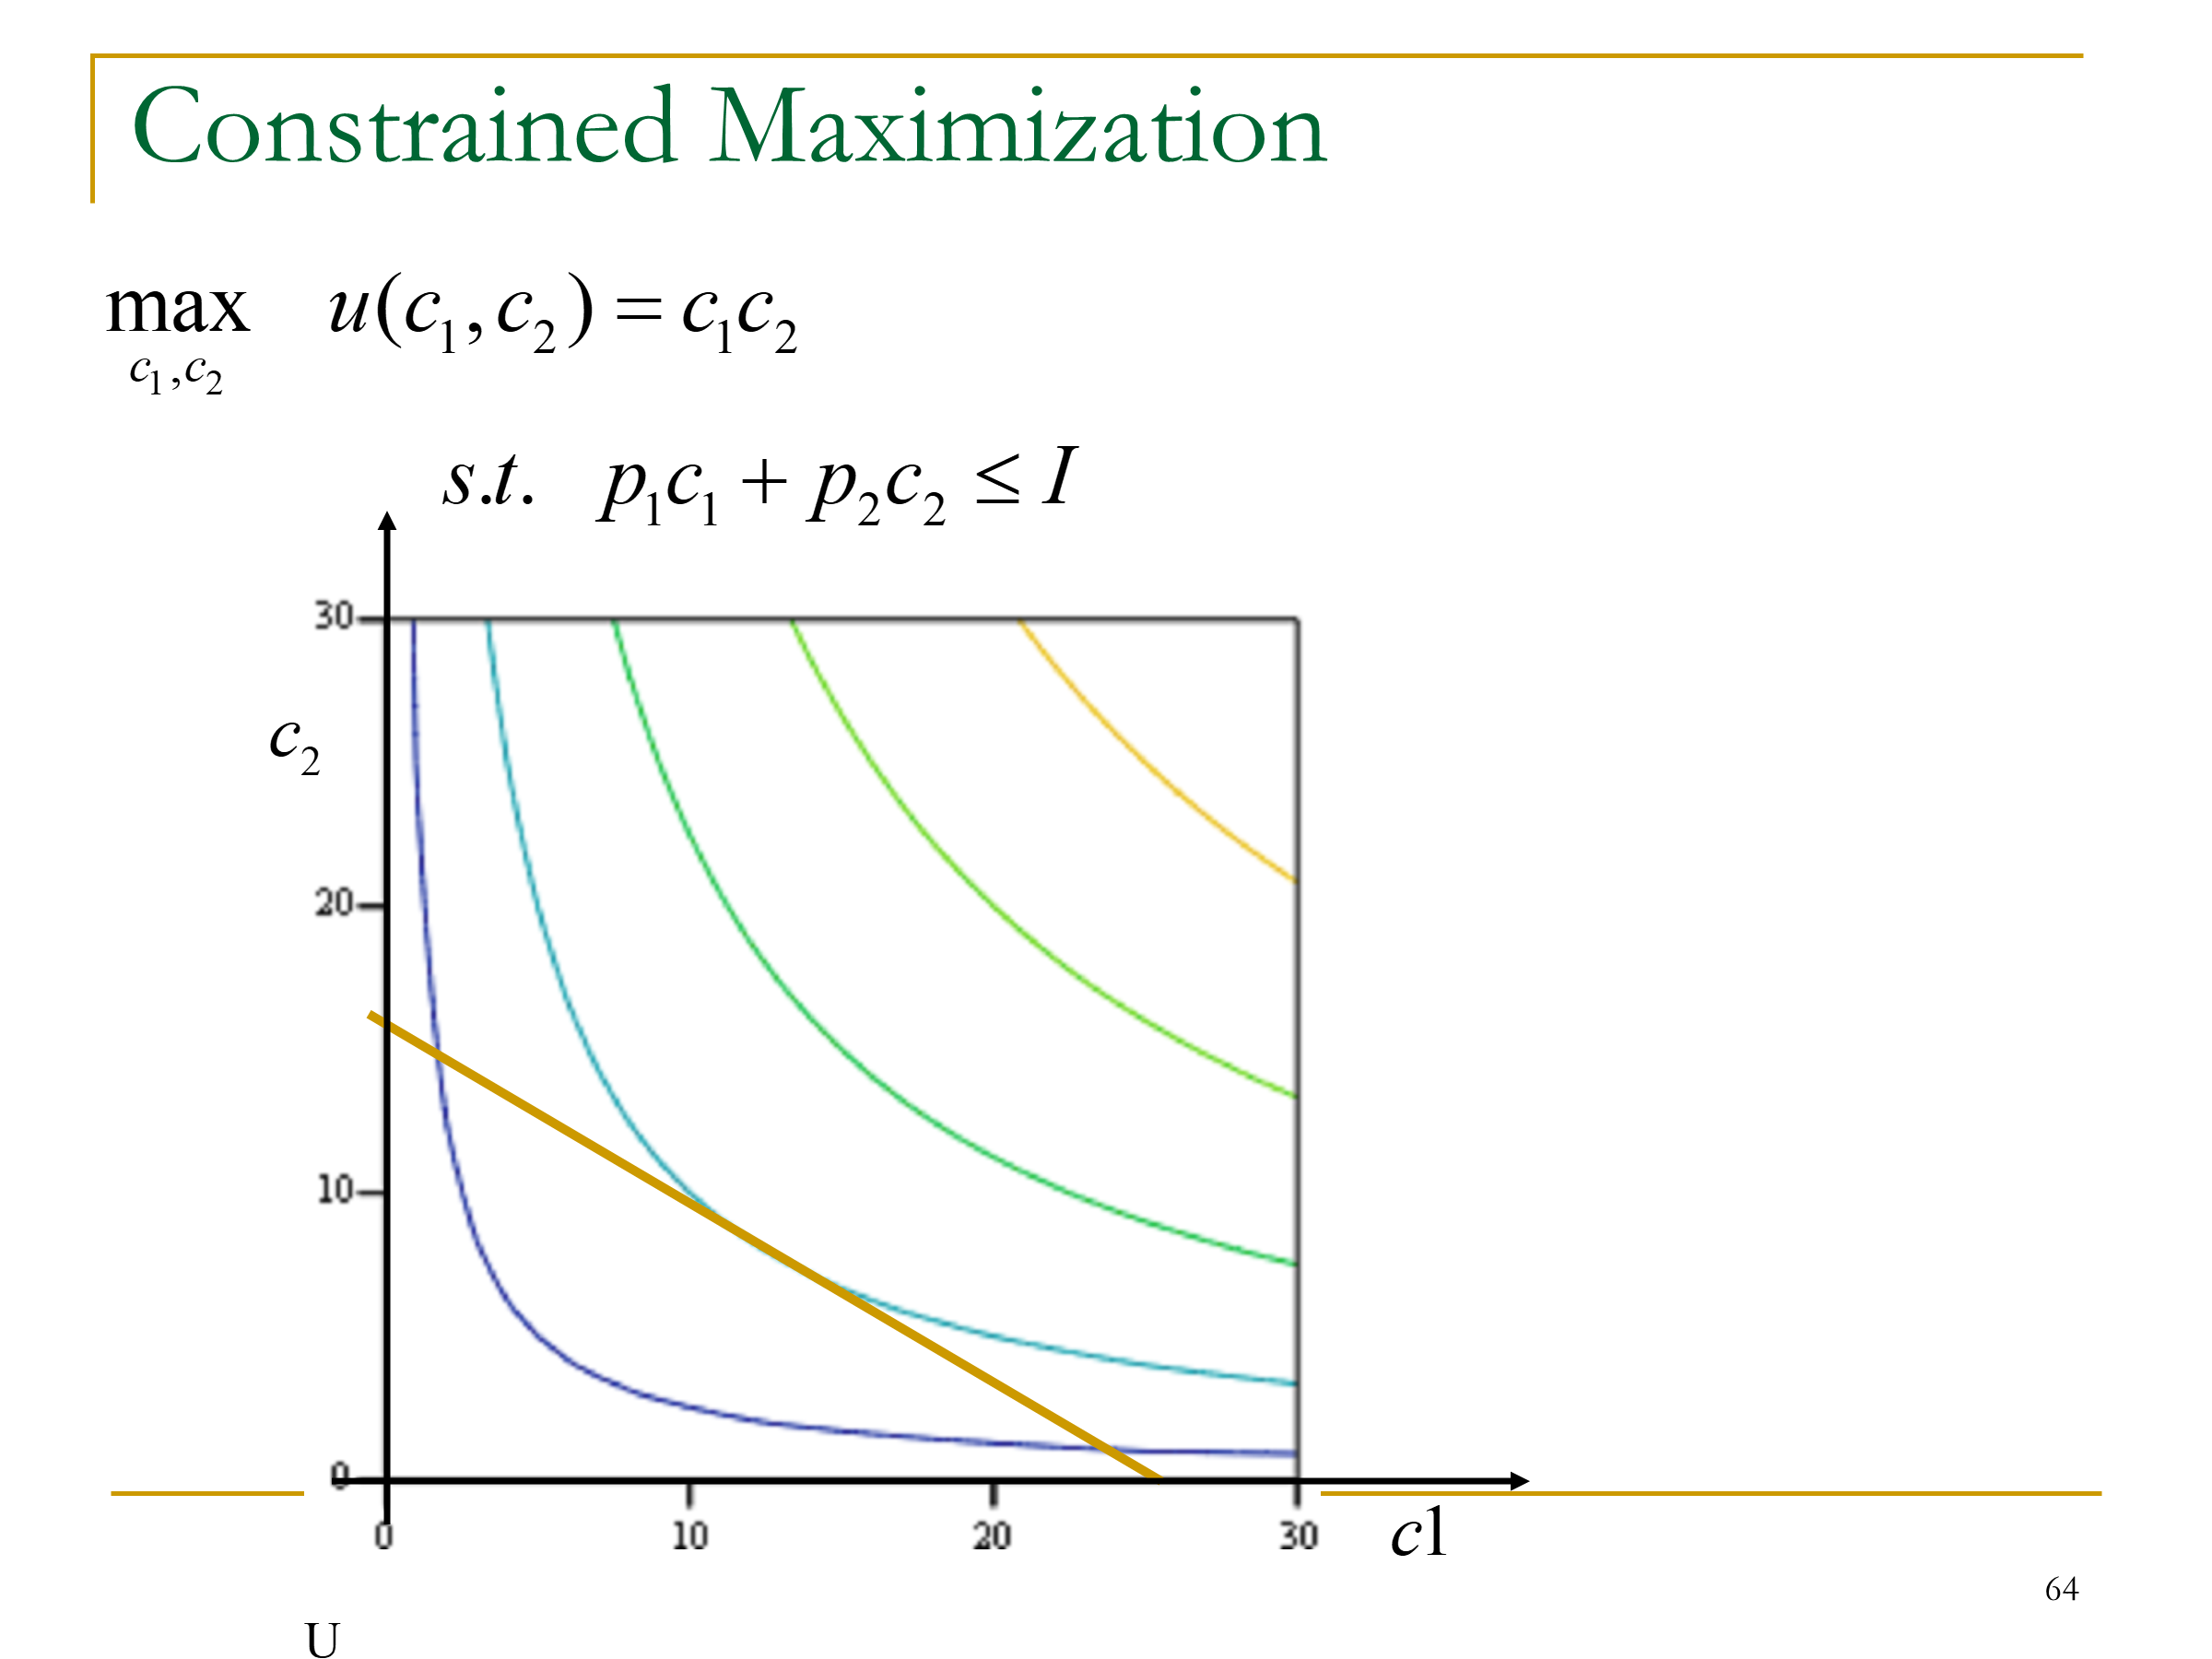 Constrained Maximization
max u(c₁,c₂) = c₁c₂
c₁,c₂
s.t. p₁c₁ + p₂c₂ ≤ I
30
c₂
20
10
0
0 10 20 30 c1
64
U